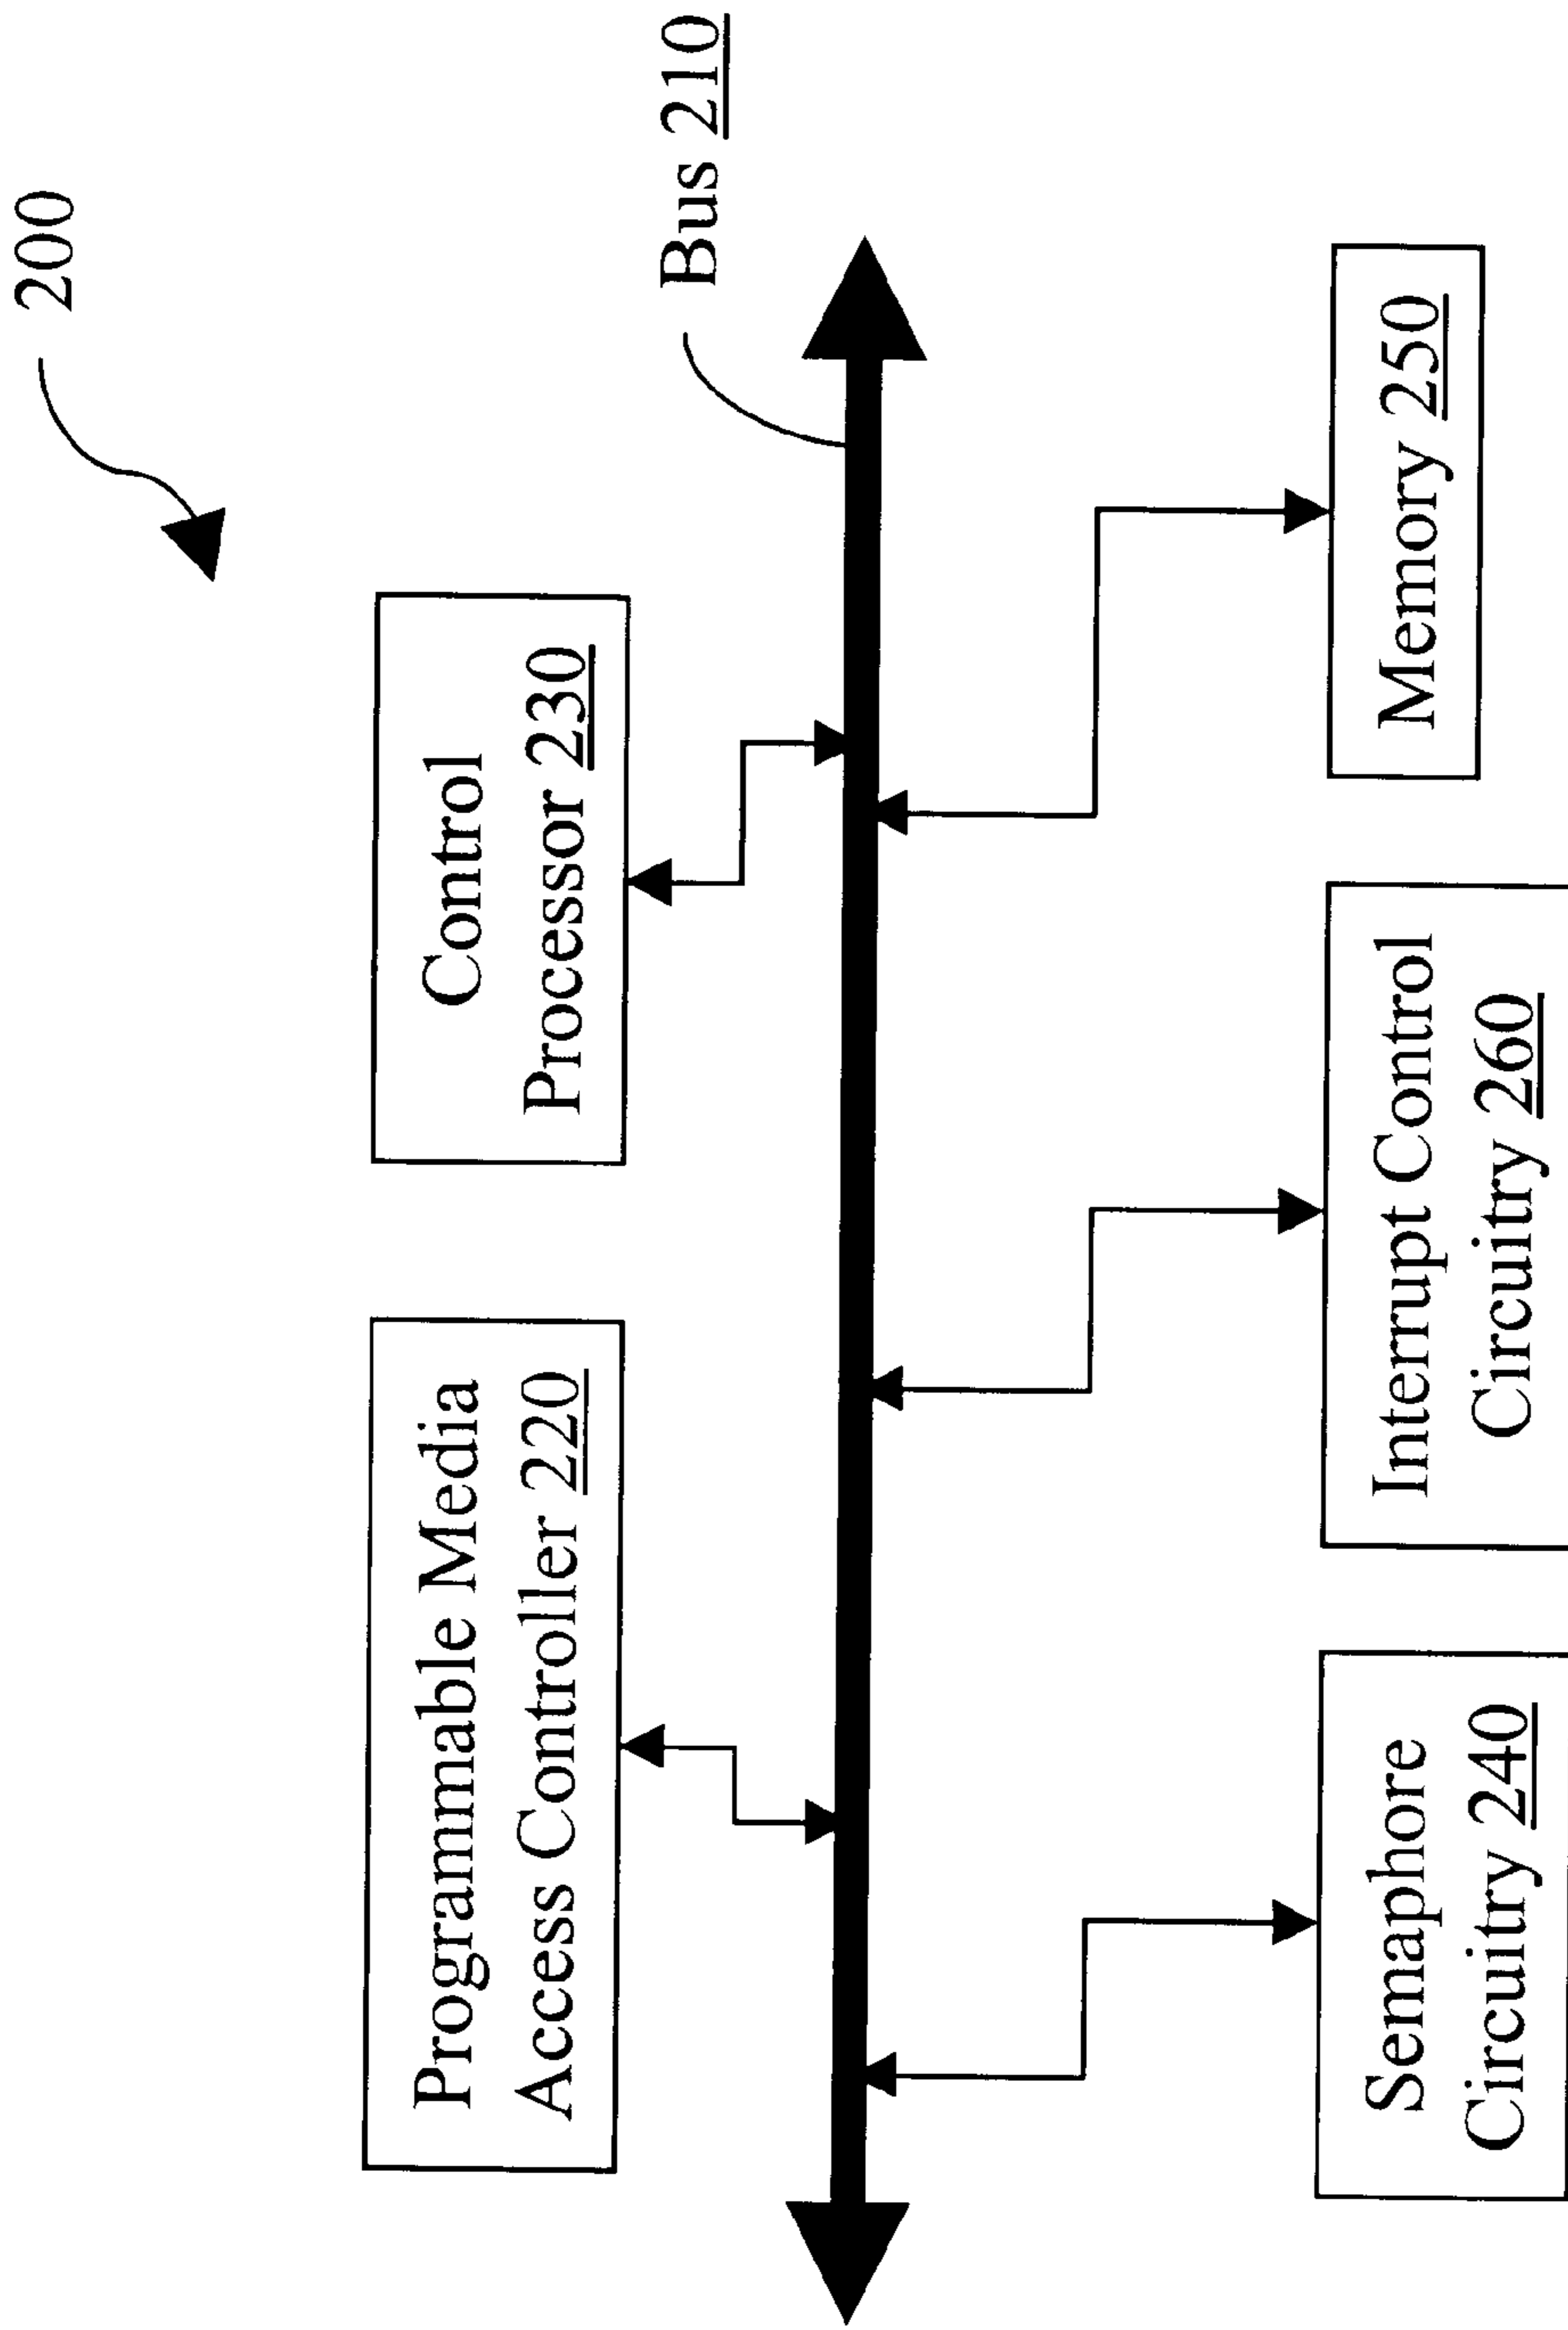 200
Bus 210
Programmable Media
Access Controller 220
Control
Processor 230
Semaphore
Circuitry 240
Interrupt Control
Circuitry 260
Memory 250